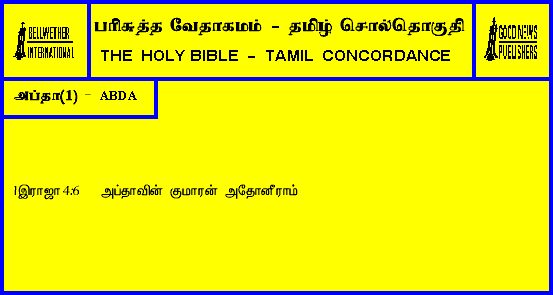 BELLWETHER
INTERNATIONAL
பரிசுத்த வேதாகமம் - தமிழ் சொல்தொகுதி
THE HOLY BIBLE - TAMIL CONCORDANCE
GOOD NEWS
PUBLISHERS
அப்தா(1) - ABDA
1இராஜா 4:6 அப்தாவின் குமாரன் அதோனீராம்